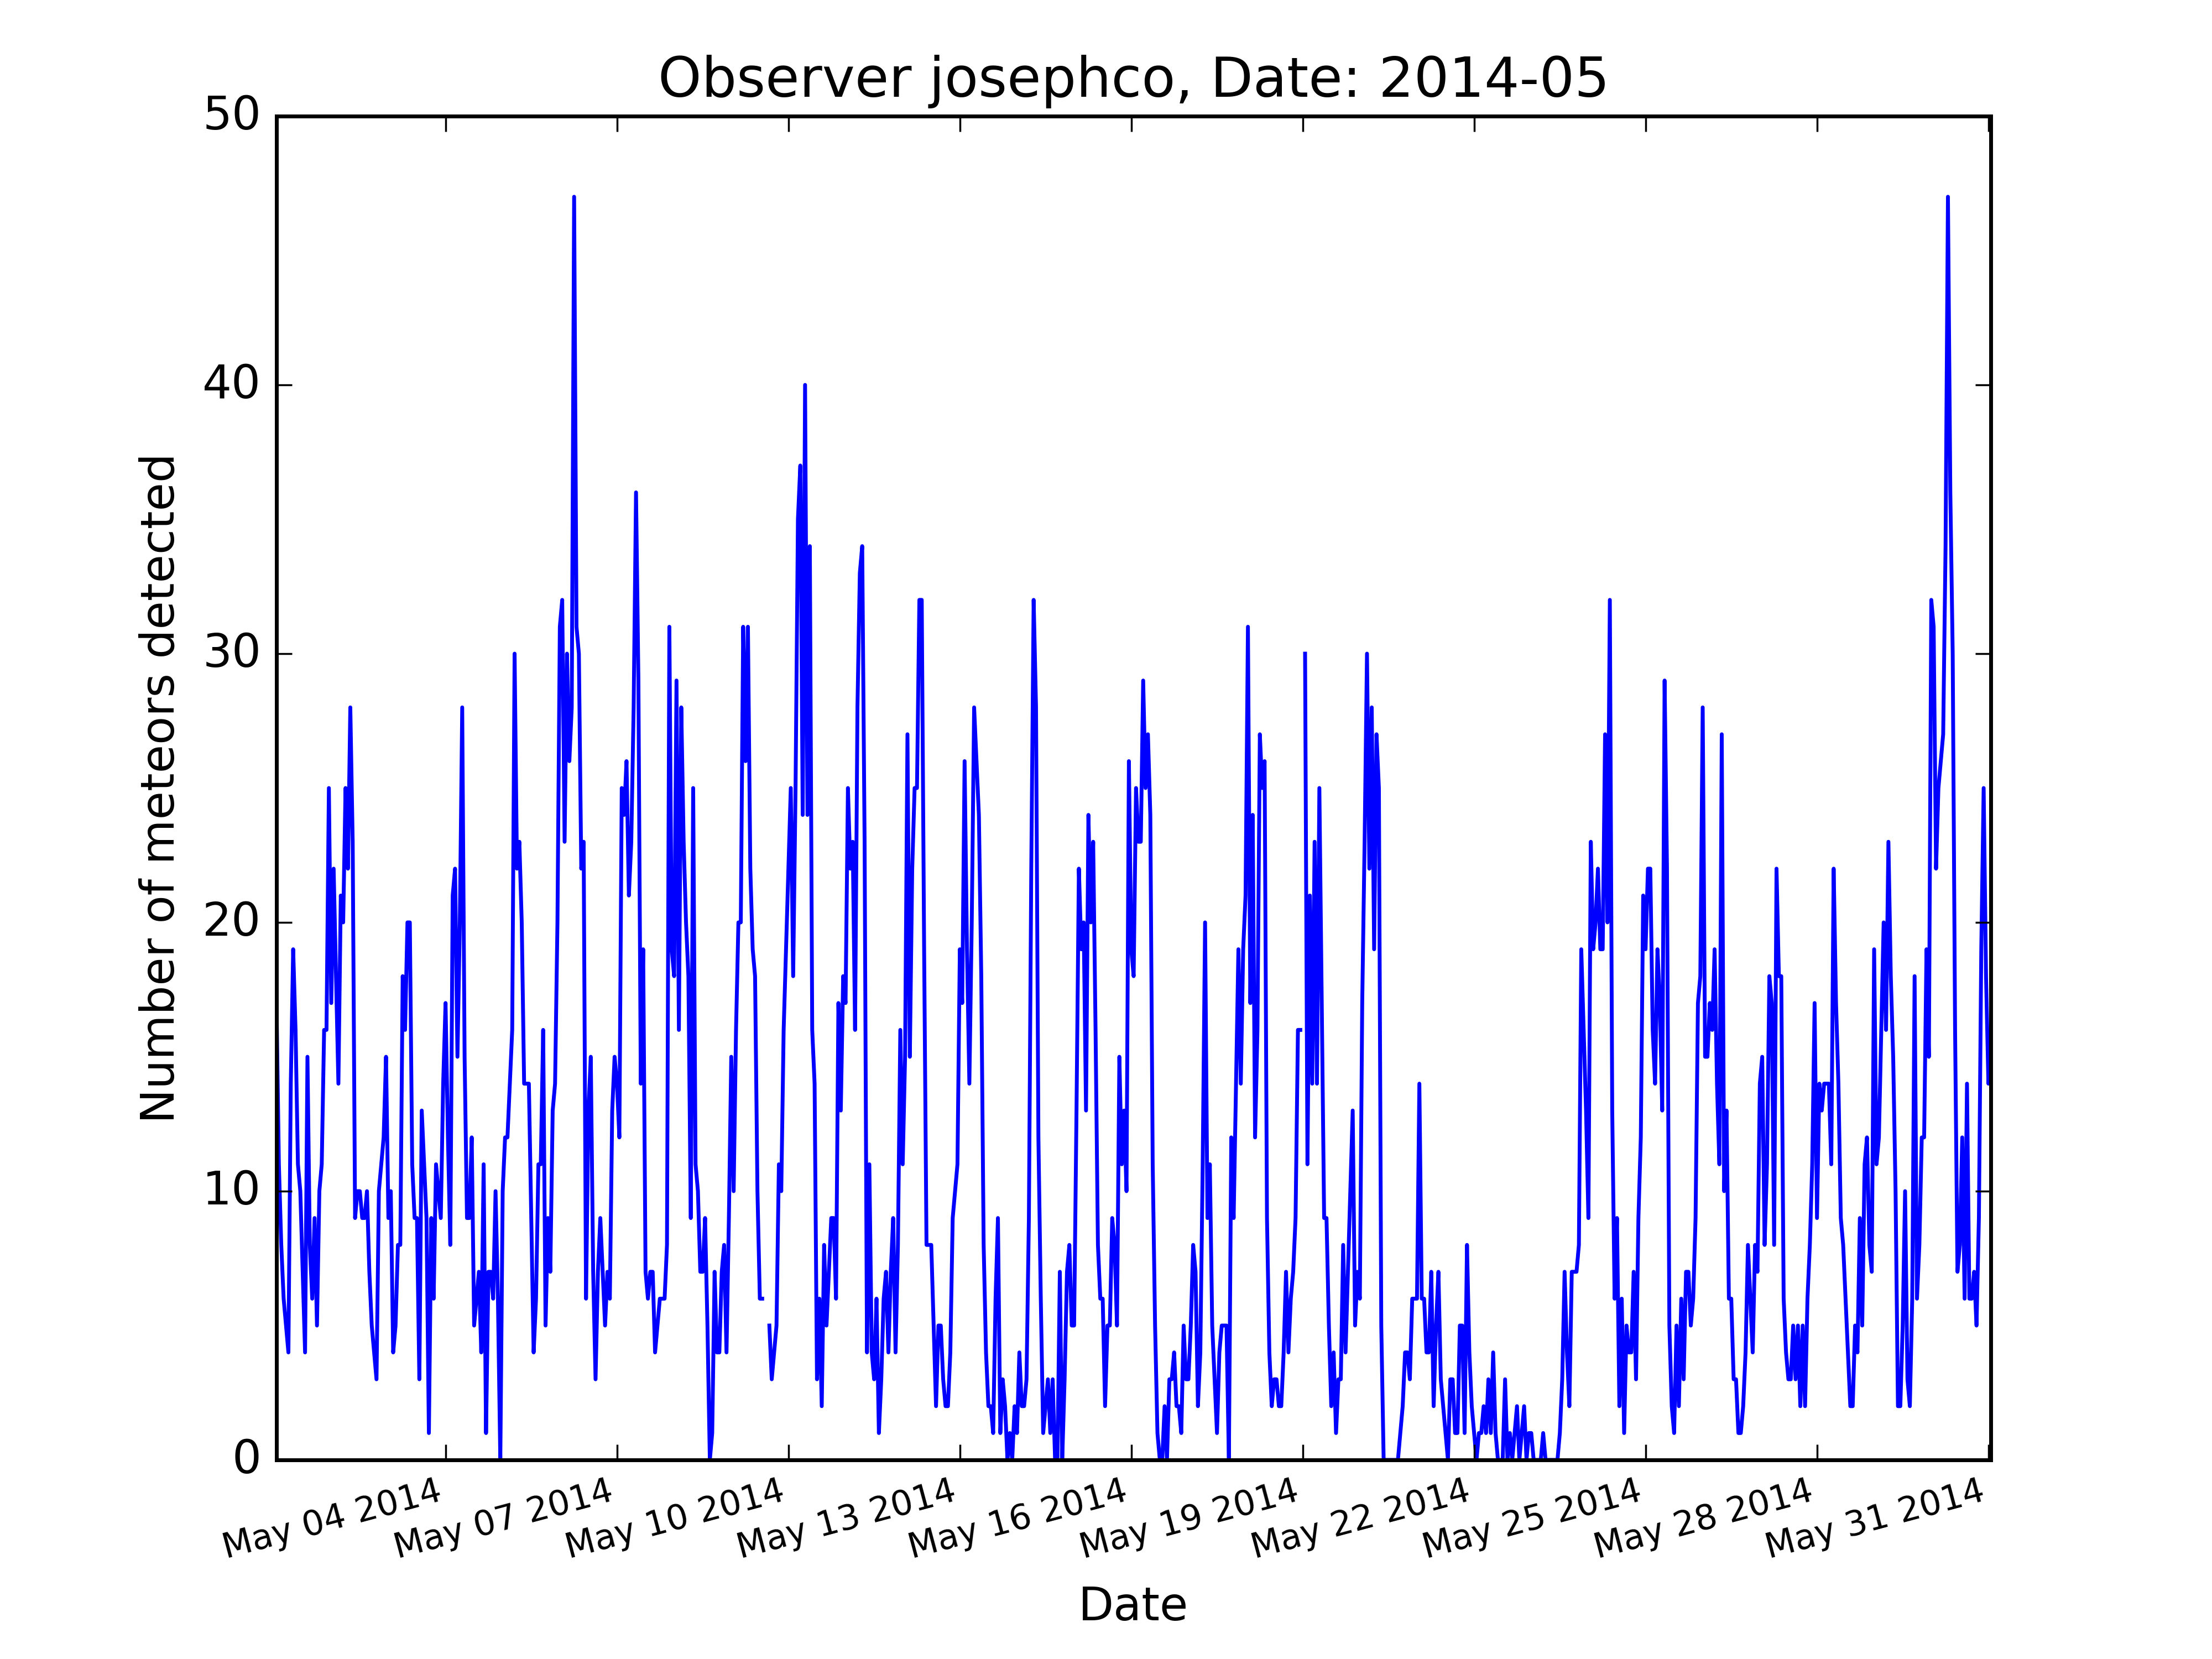 Observer josephco, Date: 2014-05
Number of meteors detected
50
40
30
20
10
0
May 04 2014
May 07 2014
May 10 2014
May 13 2014
May 16 2014
May 19 2014
May 22 2014
May 25 2014
May 28 2014
May 31 2014
Date